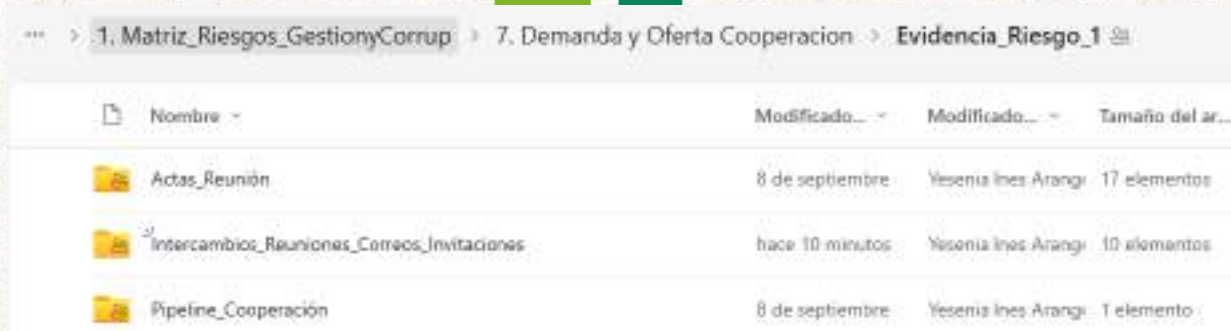 ... > 1. Matriz_Riesgos_GestionyCorrup > 7. Demanda y Oferta Cooperacion > Evidencia_Riesgo_1
Nombre Modificado... Modificado... Tamaño del ar...
Actas_Reunión 8 de septiembre Yesenia Ines Arang 17 elementos
Intercambios_Reuniones_Correos_Invitaciones hace 10 minutos Yesenia Ines Arang 10 elementos
Pipeline_Cooperación 8 de septiembre Yesenia Ines Arang 1 elemento